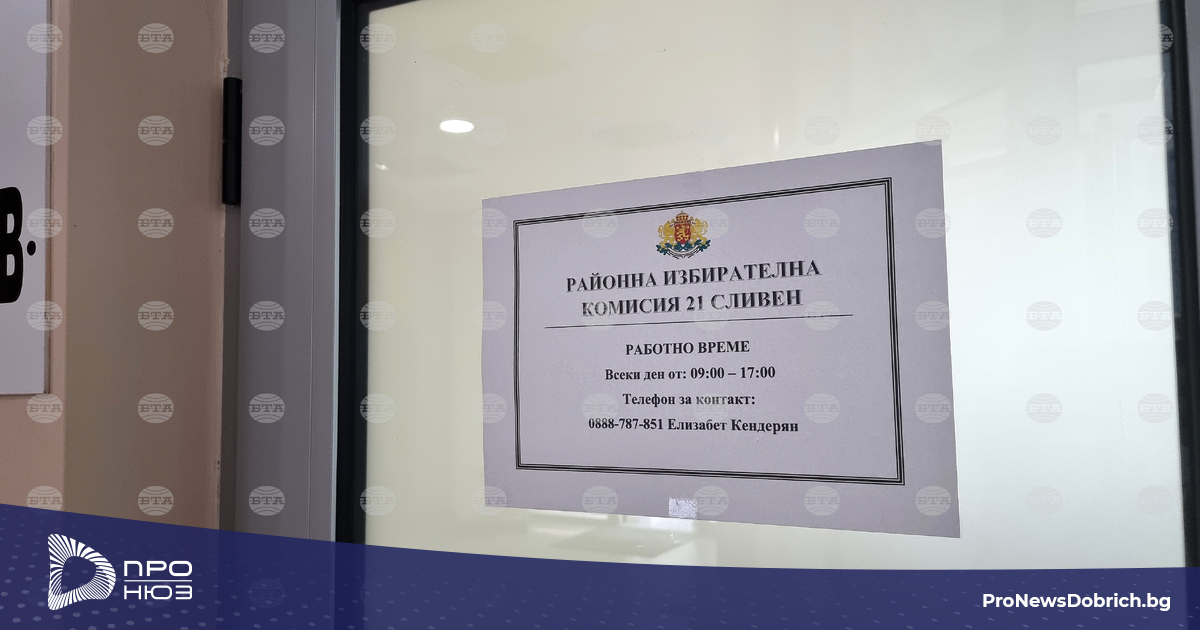 В.
РАЙОННА ИЗБИРАТЕЛНА
КОМИСИЯ 21 СЛИВЕН
РАБОТНО ВРЕМЕ
Всеки ден от: 09:00 – 17:00
Телефон за контакт:
0888-787-851 Елизабет Кендерян
БТА
ПРО
НЮЗ
ProNewsDobrich.bg